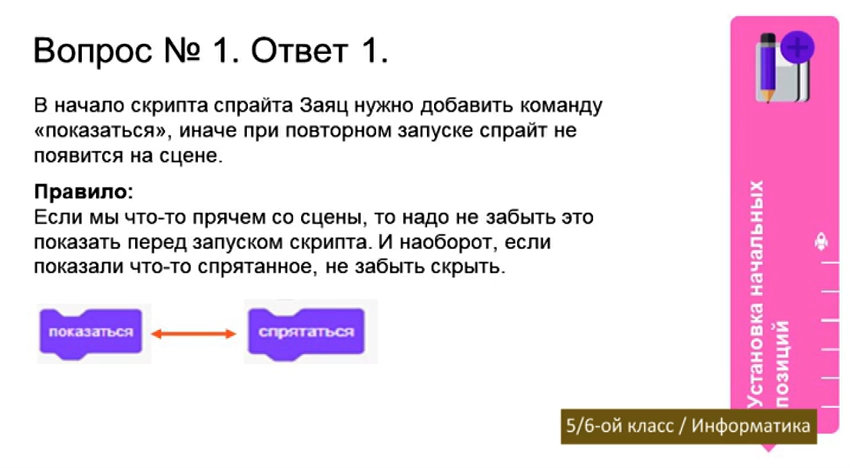 Вопрос № 1. Ответ 1.
В начало скрипта спрайта Заяц нужно добавить команду
«показаться», иначе при повторном запуске спрайт не
появится на сцене.
Правило:
Если мы что-то прячем со сцены, то надо не забыть это
показать перед запуском скрипта. И наоборот, если
показали что-то спрятанное, не забыть скрыть.
показаться
спрятаться
Установка начальных
позиций
5/6-ой класс / Информатика